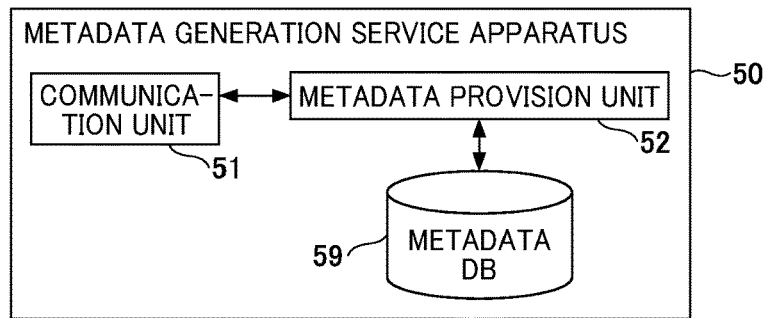 METADATA GENERATION SERVICE APPARATUS
50
COMMUNICA-
TION UNIT
51
METADATA PROVISION UNIT
52
59
METADATA
DB